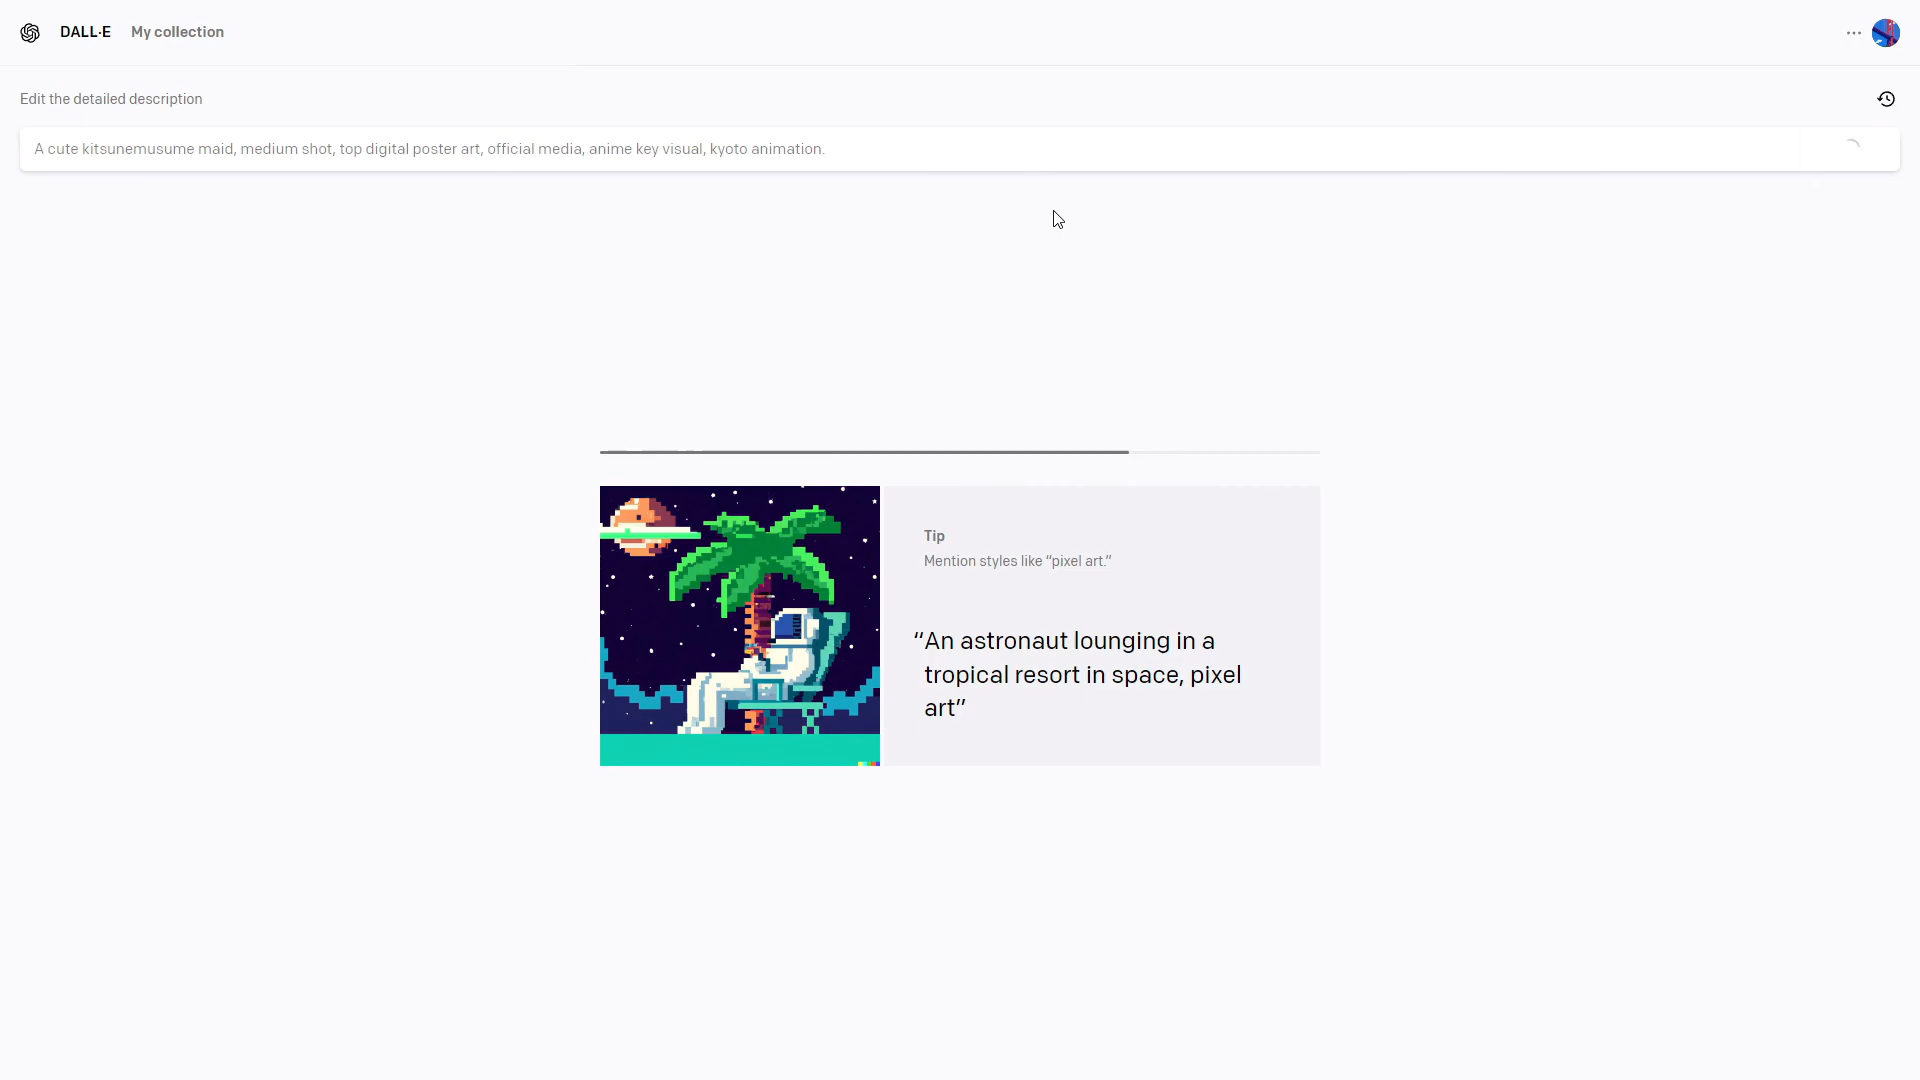 DALL·E My collection
Edit the detailed description
A cute kitsunemusume maid, medium shot, top digital poster art, official media, anime key visual, kyoto animation.
Tip
Mention styles like “pixel art.”
“An astronaut lounging in a
tropical resort in space, pixel
art”